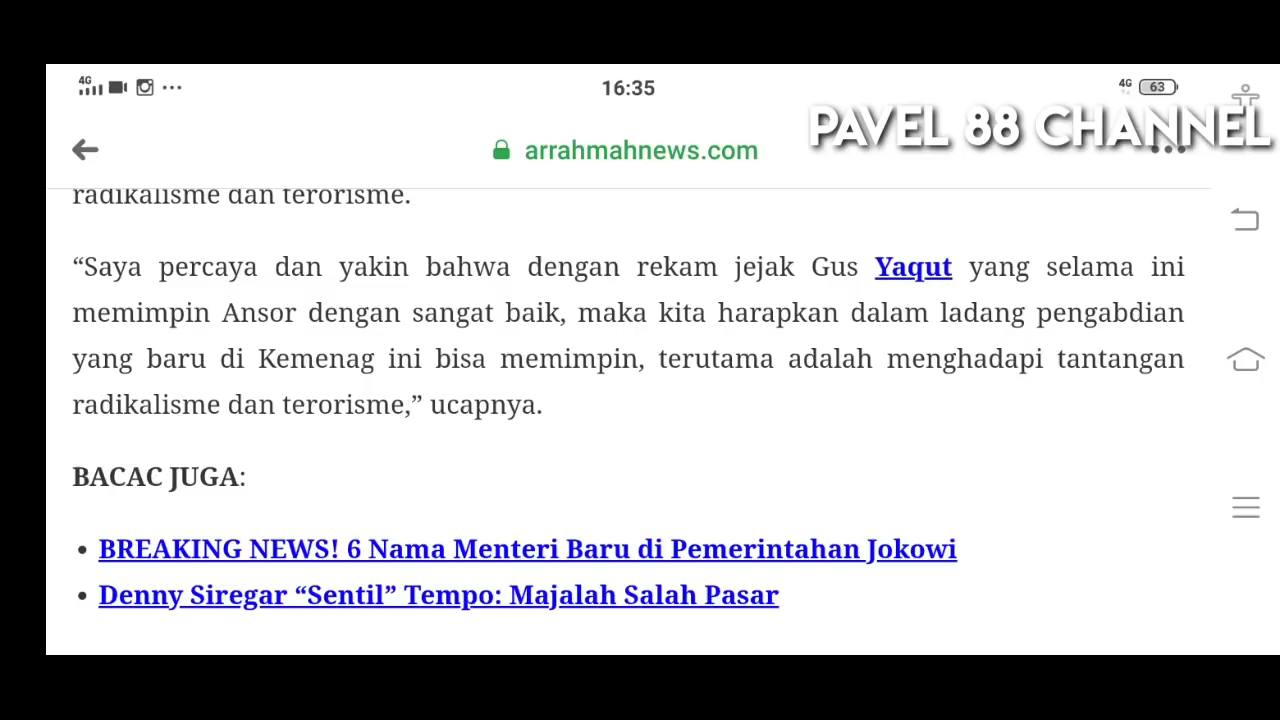 4G
16:35
4G
63
PAVEL 88 CHANNEL
arrahmahnews.com
radikalisme dan terorisme.
“Saya percaya dan yakin bahwa dengan rekam jejak Gus Yaqut yang selama ini
memimpin Ansor dengan sangat baik, maka kita harapkan dalam ladang pengabdian
yang baru di Kemenag ini bisa memimpin, terutama adalah menghadapi tantangan
radikalisme dan terorisme,” ucapnya.
BACAC JUGA:
• BREAKING NEWS! 6 Nama Menteri Baru di Pemerintahan Jokowi
• Denny Siregar “Sentil” Tempo: Majalah Salah Pasar